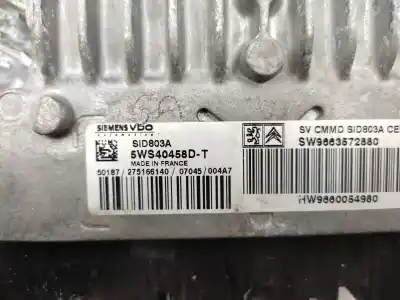 SIEMENS VDO
SID803A
5WS40458D-T
MADE IN FRANCE
50187 / 275166140 / 07045 / 004A7
SV CMMD SID803A CE
SW9663572880
HW9660054980